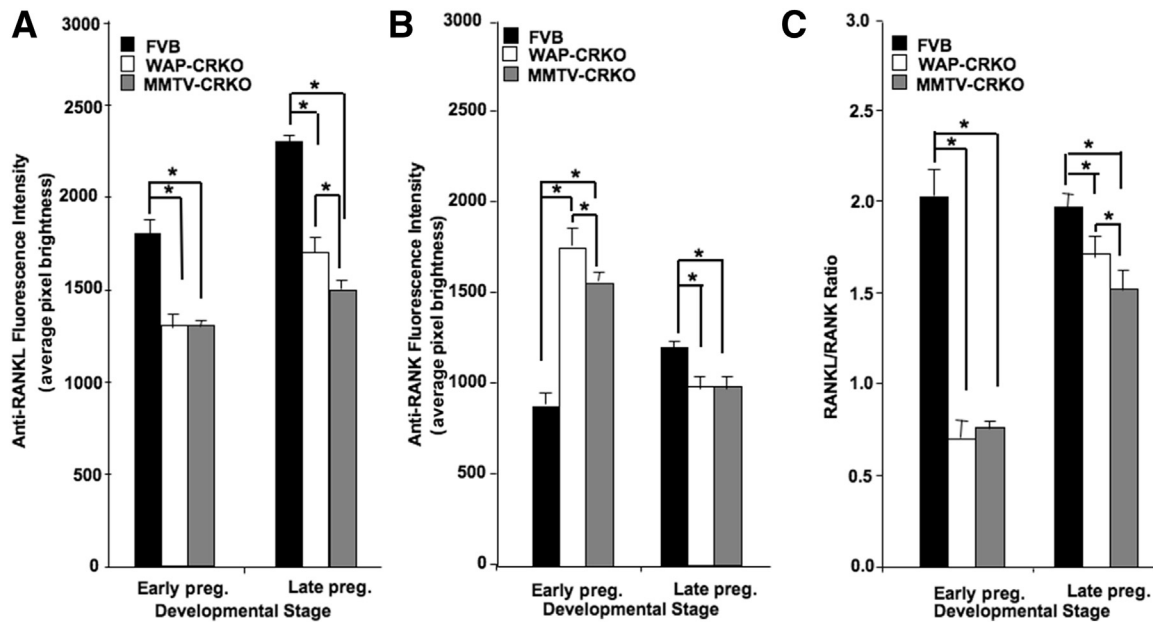 A
Anti-RANKL Fluorescence Intensity
(average pixel brightness)
3000
2500
2000
1500
1000
500
0
FVB
WAP-CRKO
MMTV-CRKO
*
*
*
*
*
Early preg.
Late preg.
Developmental Stage
B
Anti-RANK Fluorescence Intensity
(average pixel brightness)
3000
2500
2000
1500
1000
500
0
FVB
WAP-CRKO
MMTV-CRKO
*
*
*
*
*
Early preg.
Late preg.
Developmental Stage
C
RANKL/RANK Ratio
3.0
2.5
2.0
1.5
1.0
0.5
0.0
FVB
WAP-CRKO
MMTV-CRKO
*
*
*
*
*
Early preg.
Late preg.
Developmental Stage